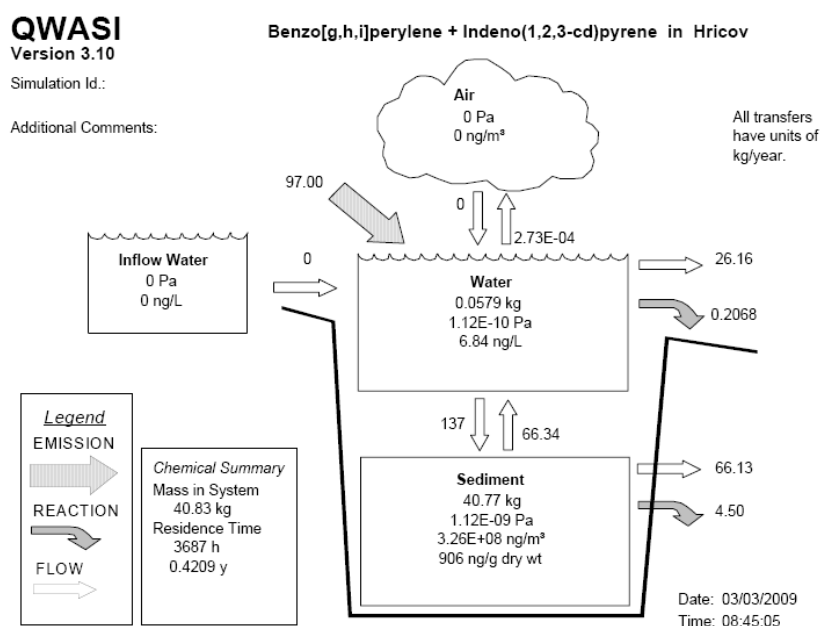 QWASI
Version 3.10
Benzo[g,h,i]perylene + Indeno(1,2,3-cd)pyrene in Hricov
Simulation Id.:
Additional Comments:
All transfers
have units of
kg/year.
Air
0 Pa
0 ng/m³
97.00
0
2.73E-04
Inflow Water
0 Pa
0 ng/L
0
Water
0.0579 kg
1.12E-10 Pa
6.84 ng/L
26.16
0.2068
137
66.34
Sediment
40.77 kg
1.12E-09 Pa
3.26E+08 ng/m³
906 ng/g dry wt
66.13
4.50
Legend
EMISSION
REACTION
FLOW
Chemical Summary
Mass in System
40.83 kg
Residence Time
3687 h
0.4209 y
Date: 03/03/2009
Time: 08:45:05